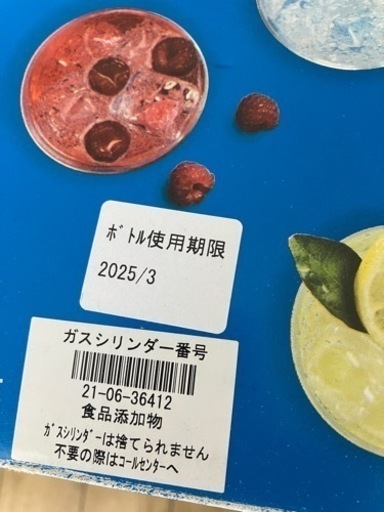 ﾎﾞﾄﾙ使用期限
2025/3
ガスシリンダー番号
21-06-36412
食品添加物
ｶﾞｽｼﾘﾝﾀﾞｰは捨てられません
不要の際はｺｰﾙｾﾝﾀｰへ